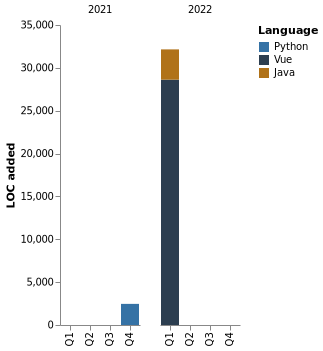 2021 2022
Language
Python
Vue
Java
LOC added
35,000
30,000
25,000
20,000
15,000
10,000
5,000
0
Q1 Q2 Q3 Q4 Q1 Q2 Q3 Q4